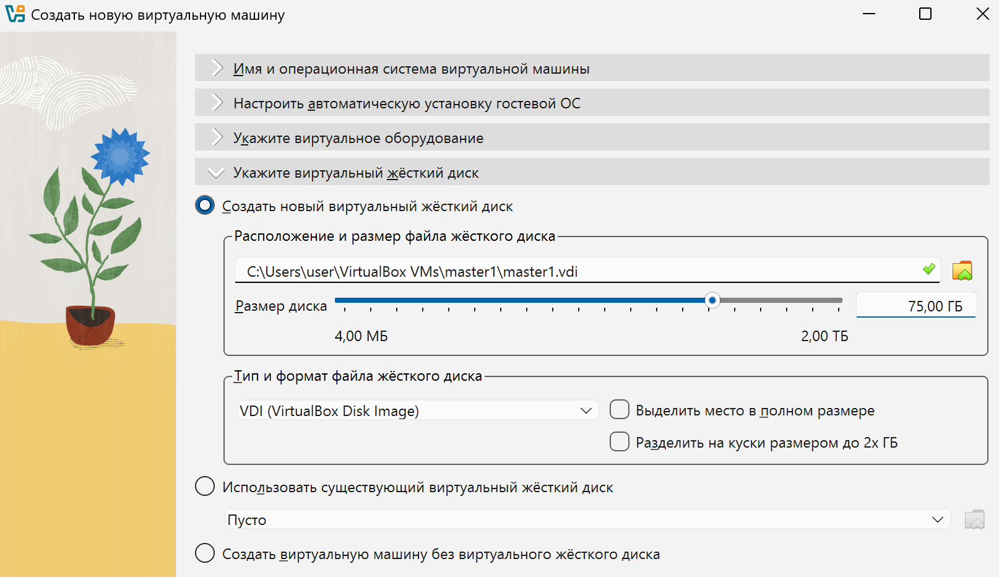 Создать новую виртуальную машину
Имя и операционная система виртуальной машины
Настроить автоматическую установку гостевой ОС
Укажите виртуальное оборудование
Укажите виртуальный жёсткий диск
Создать новый виртуальный жёсткий диск
Расположение и размер файла жёсткого диска
C:\Users\user\VirtualBox VMs\master1\master1.vdi
Размер диска 75,00 ГБ
4,00 МБ 2,00 ТБ
Тип и формат файла жёсткого диска
VDI (VirtualBox Disk Image) Выделить место в полном размере
Разделить на куски размером до 2x ГБ
Использовать существующий виртуальный жёсткий диск
Пусто
Создать виртуальную машину без виртуального жёсткого диска